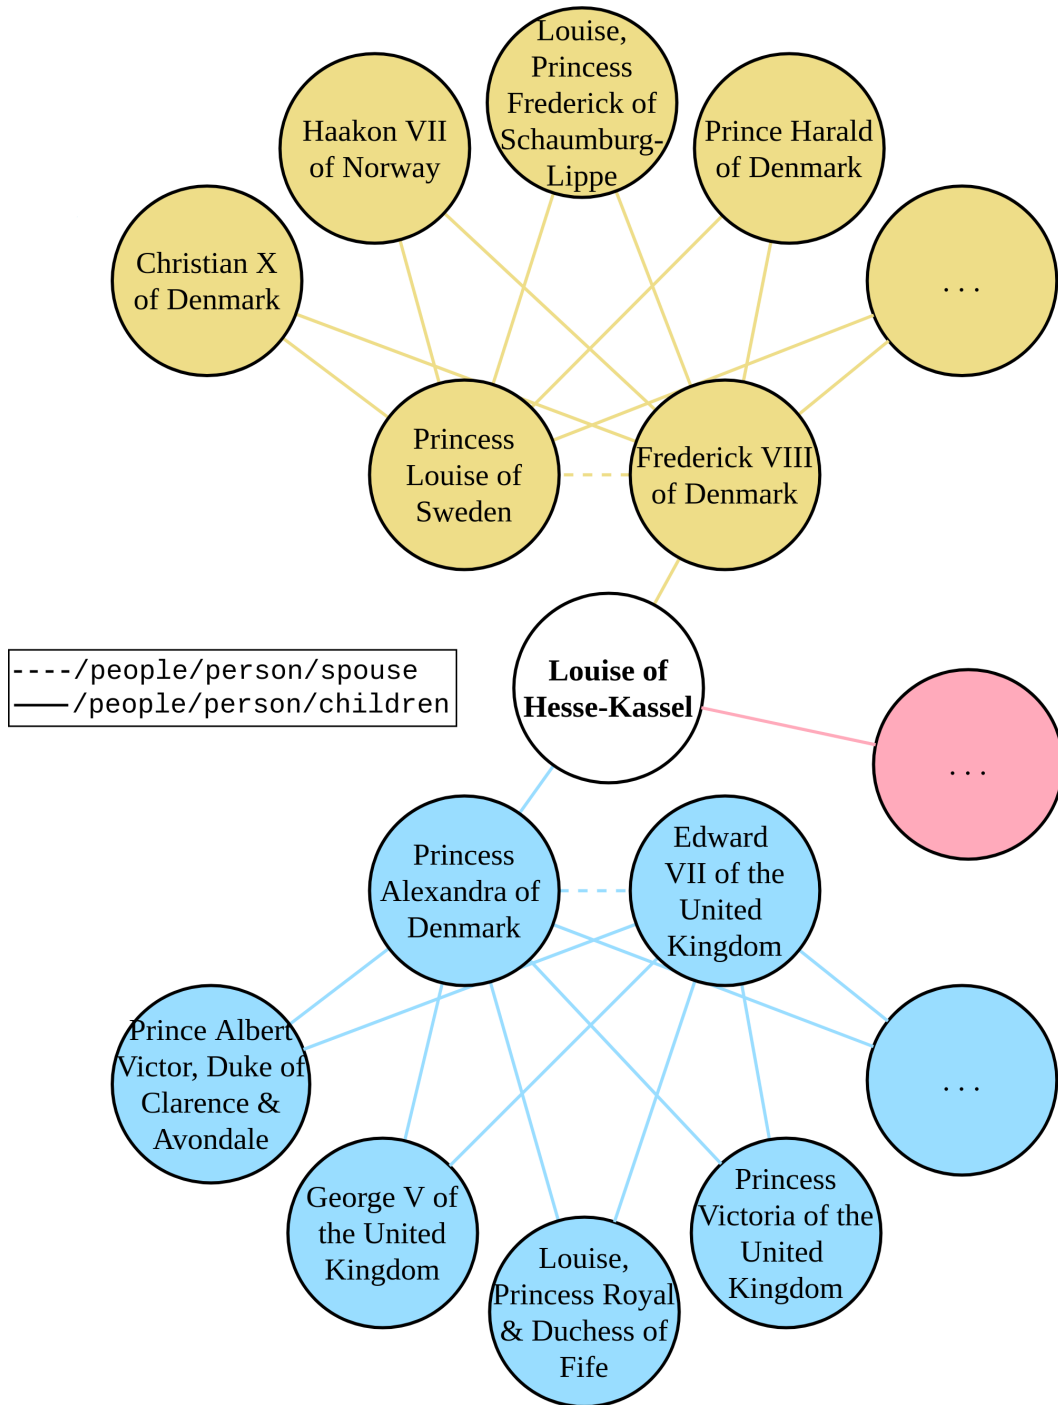 Louise,
Princess
Frederick of
Schaumburg-
Lippe
Haakon VII
of Norway
Prince Harald
of Denmark
Christian X
of Denmark
...
Princess
Louise of
Sweden
Frederick VIII
of Denmark
----/people/person/spouse
/people/person/children
Louise of
Hesse-Kassel
...
Princess
Alexandra of
Denmark
Edward
VII of the
United
Kingdom
Prince Albert
Victor, Duke of
Clarence &
Avondale
...
George V of
the United
Kingdom
Princess
Victoria of the
United
Kingdom
Louise,
Princess Royal
& Duchess of
Fife